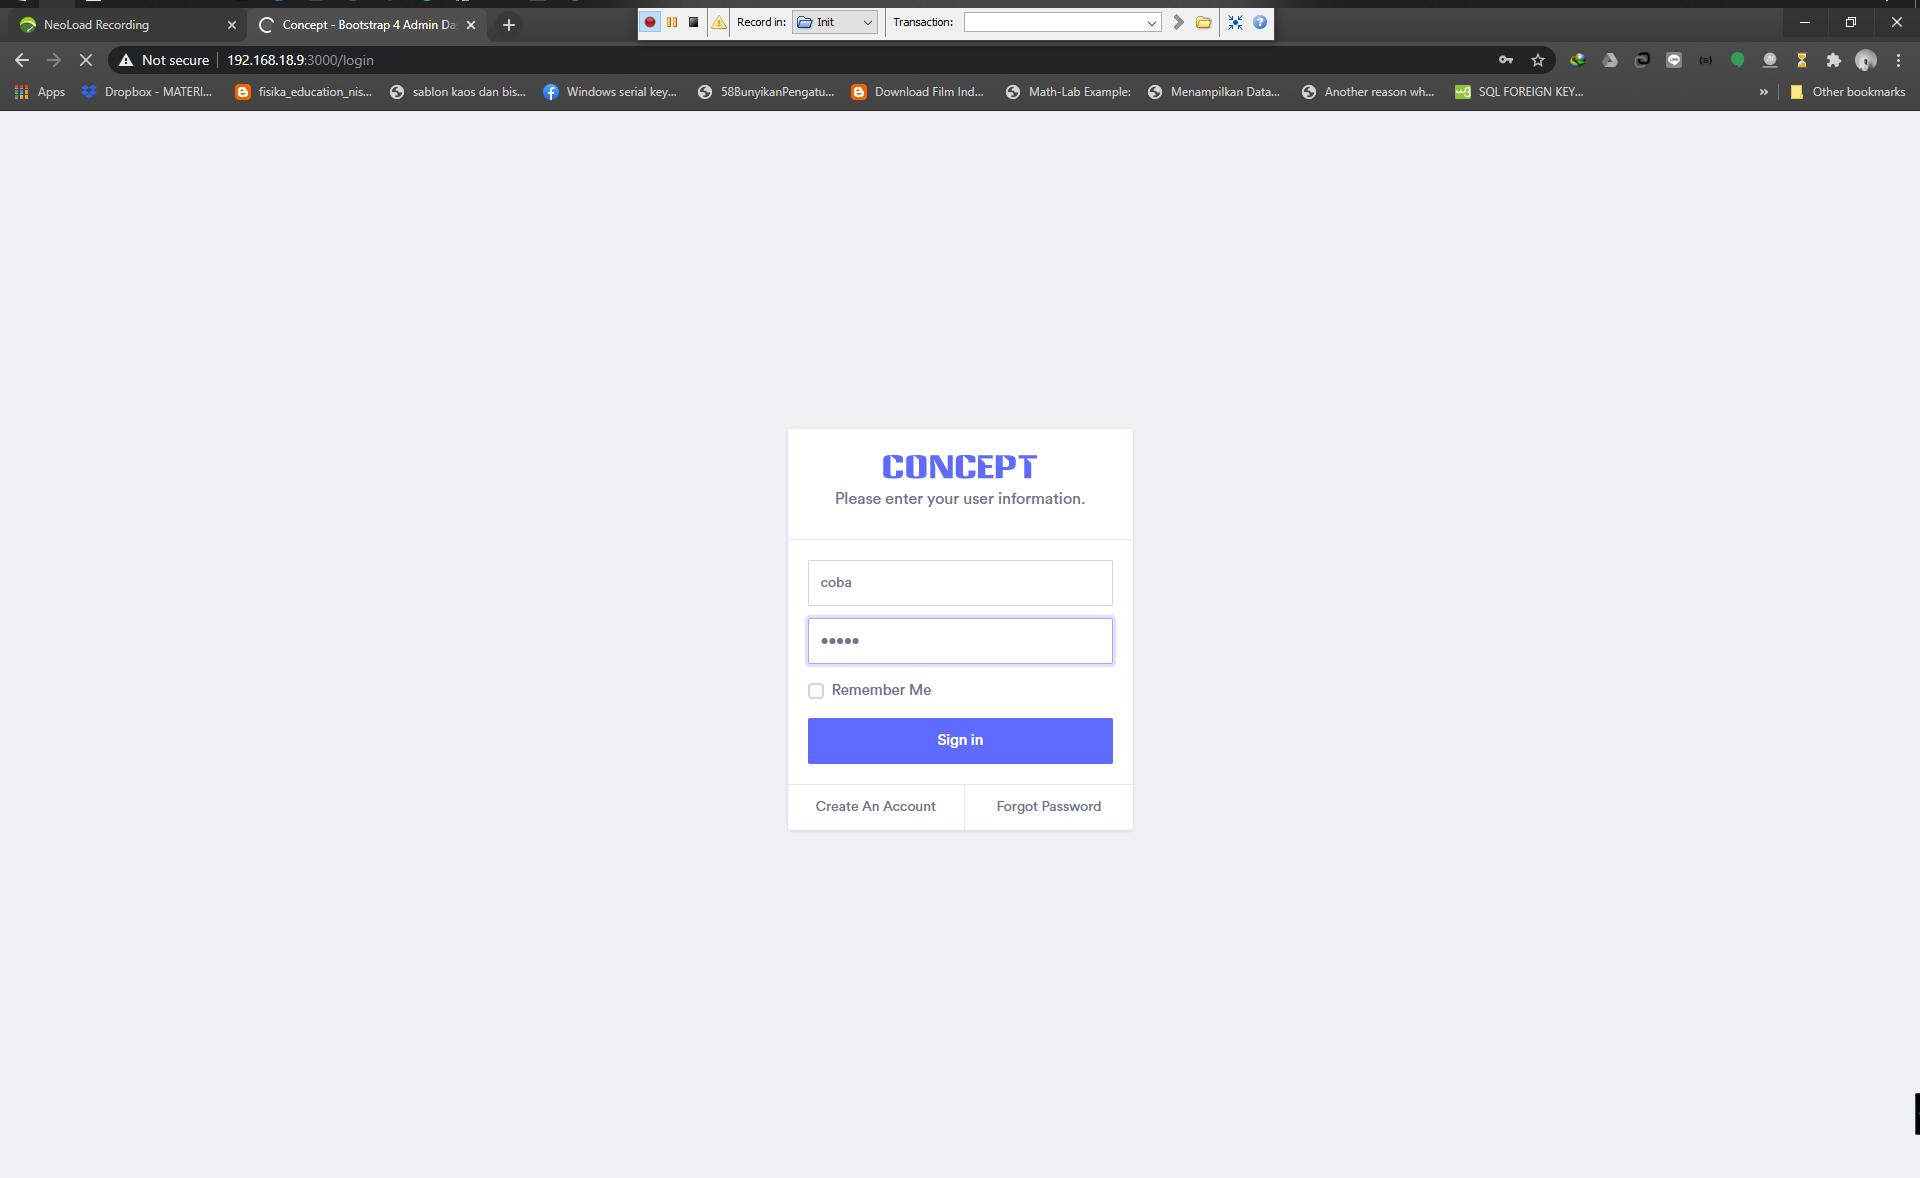 NeoLoad Recording
Concept - Bootstrap 4 Admin Da
Record in: Init Transaction:
Not secure 192.168.18.9:3000/login
Apps Dropbox - MATERI... fisika_education_nis... sablon kaos dan bis... Windows serial key... 58BunyikanPengatu... Download Film Ind... Math-Lab Example: Menampilkan Data... Another reason wh... SQL FOREIGN KEY... » Other bookmarks
CONCEPT
Please enter your user information.
coba
•••••
Remember Me
Sign in
Create An Account Forgot Password